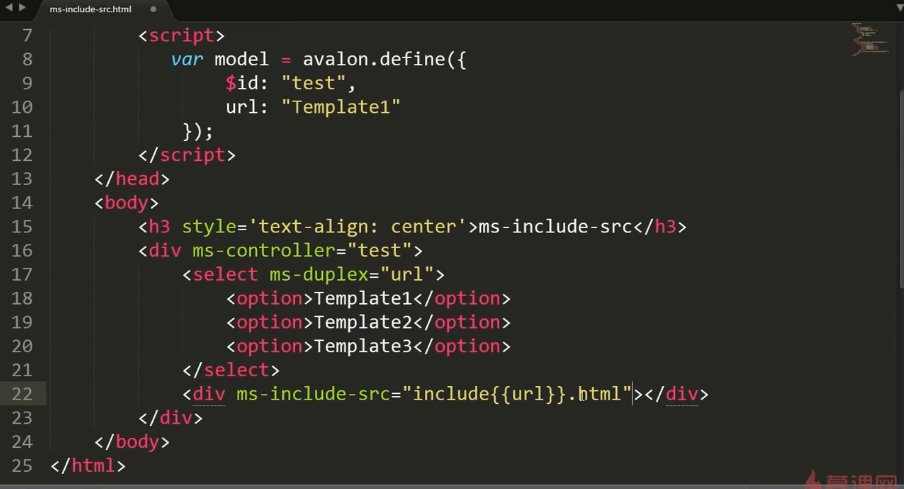 ms-include-src.html
7 <script>
8 var model = avalon.define({
9 $id: "test",
10 url: "Template1"
11 });
12 </script>
13 </head>
14 <body>
15 <h3 style='text-align: center'>ms-include-src</h3>
16 <div ms-controller="test">
17 <select ms-duplex="url">
18 <option>Template1</option>
19 <option>Template2</option>
20 <option>Template3</option>
21 </select>
22 <div ms-include-src="include{{url}}.html"></div>
23 </div>
24 </body>
25 </html>
慕课网